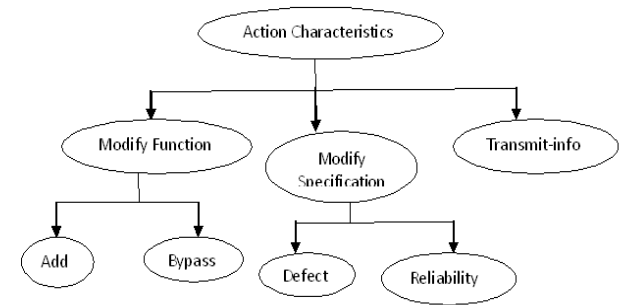 Action Characteristics
Modify Function
Modify
Specification
Transmit-info
Add
Bypass
Defect
Reliability